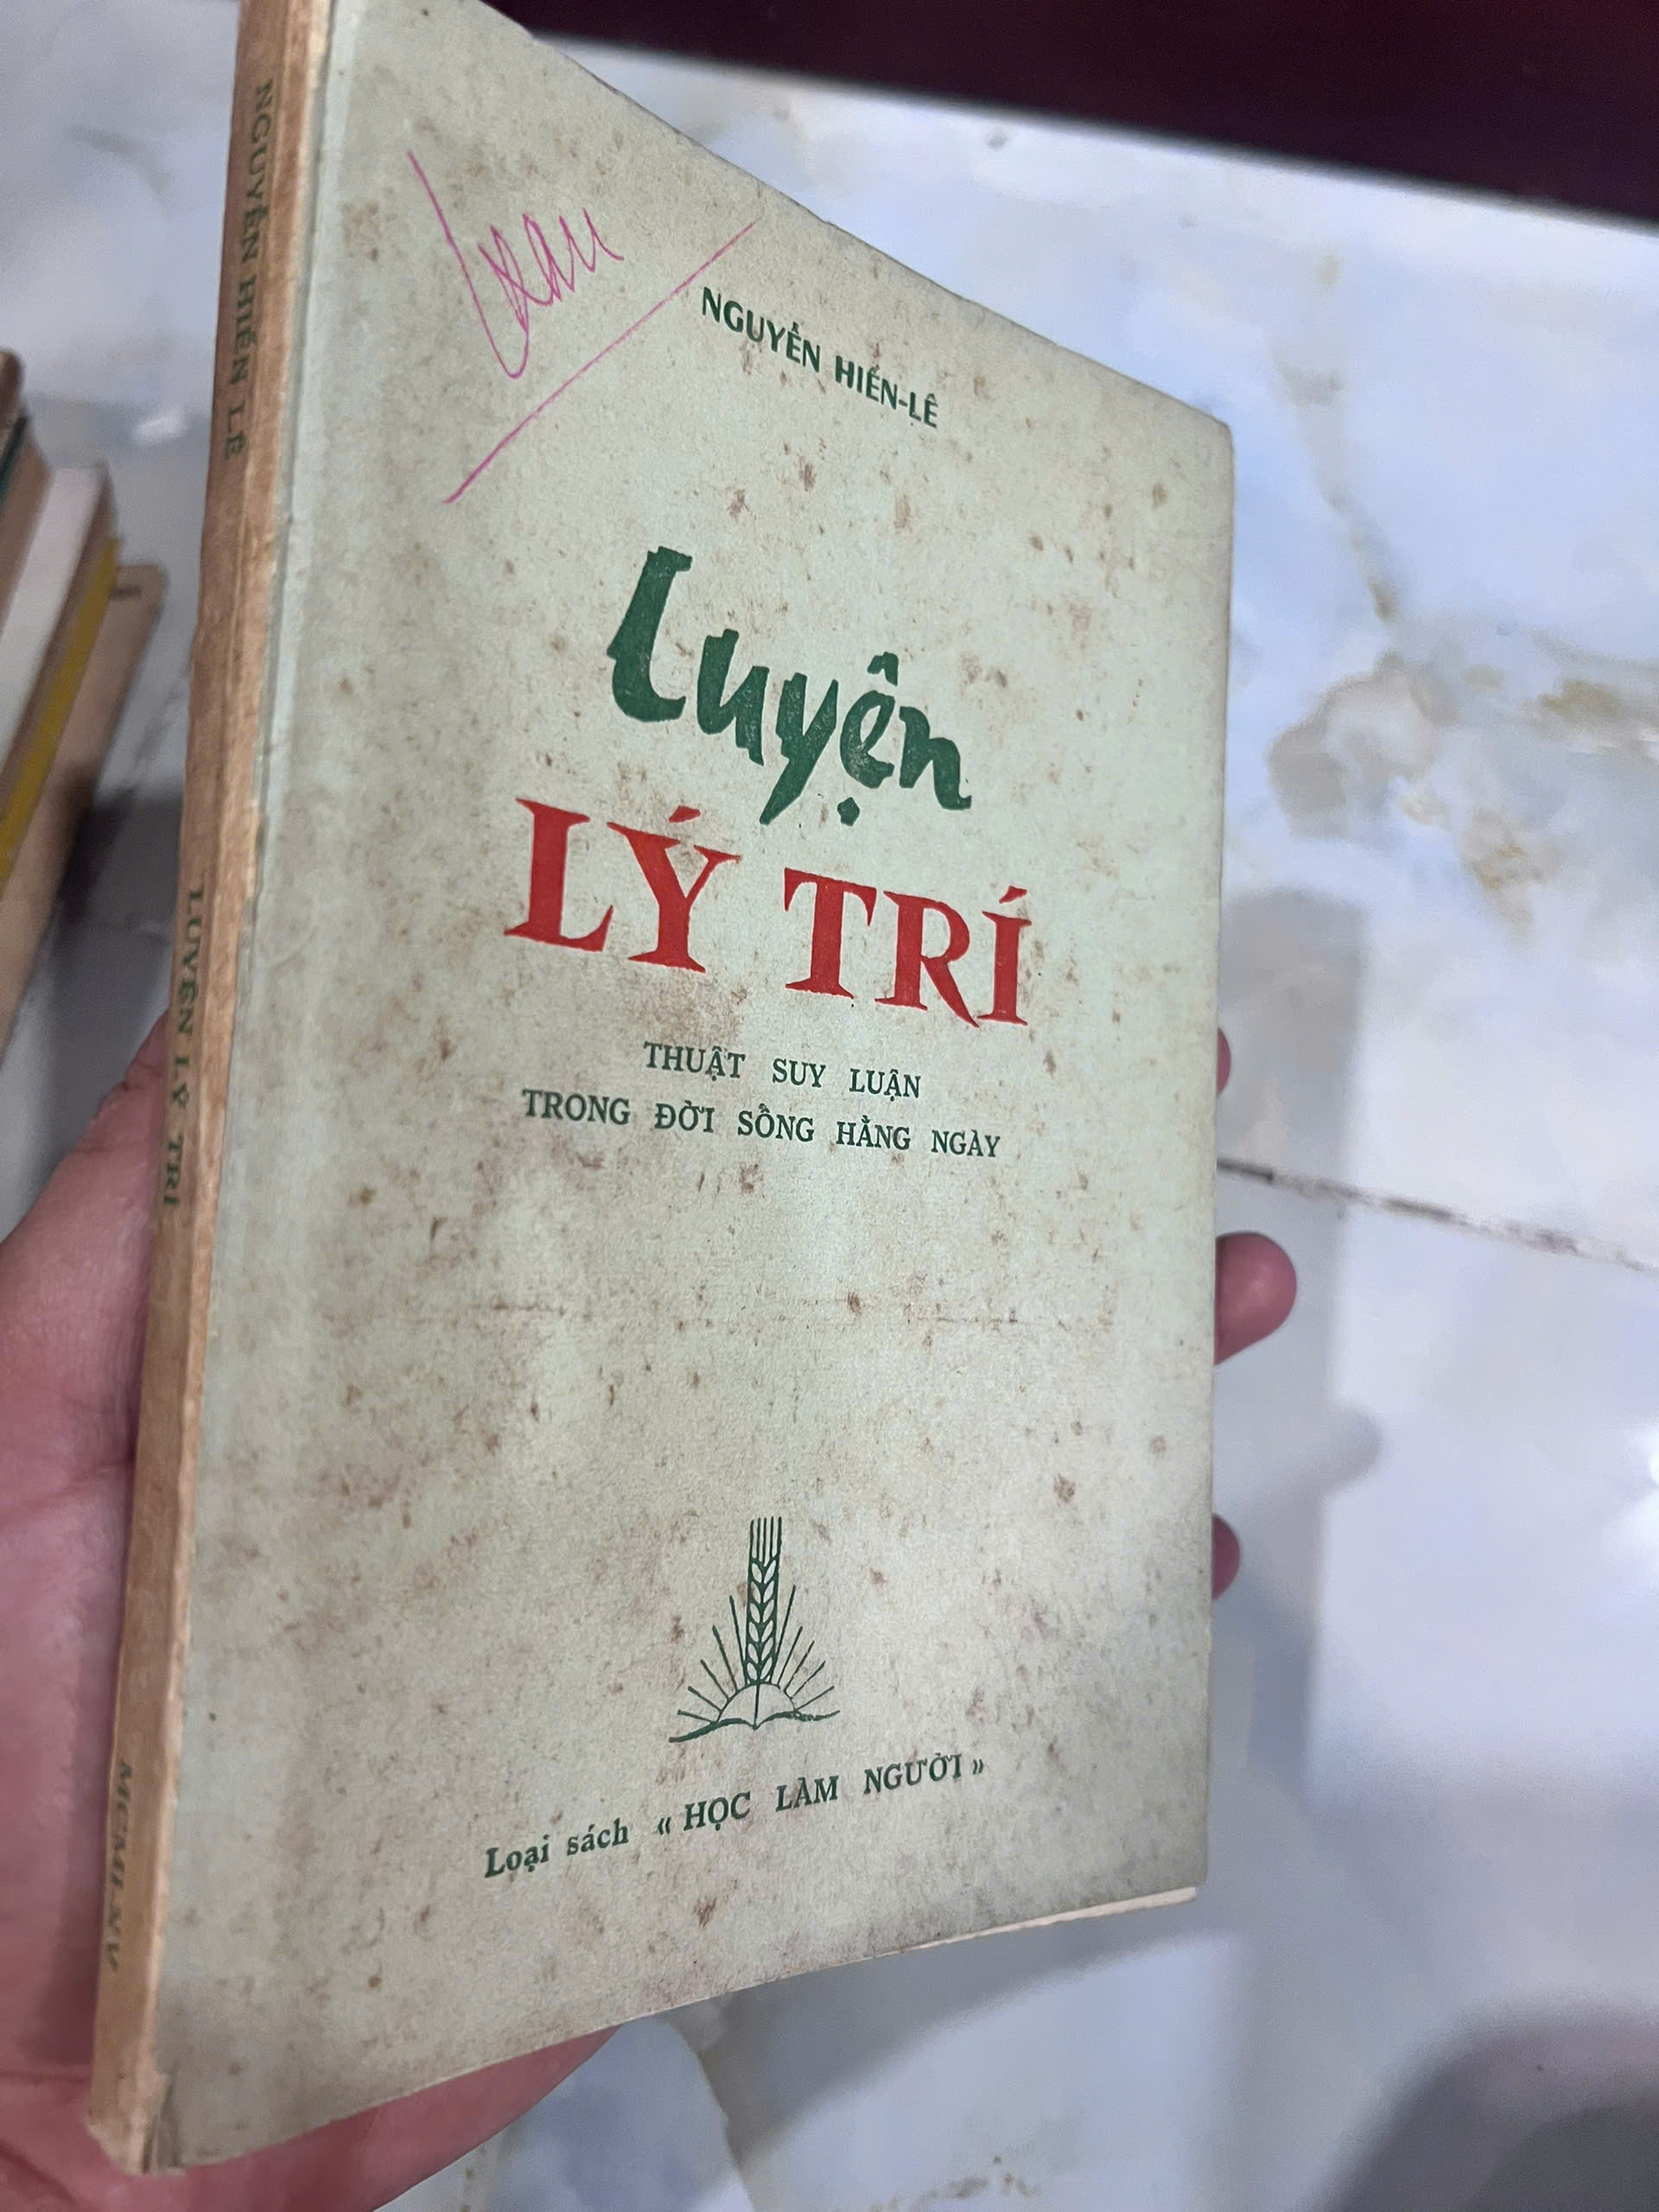 NGUYỄN HIẾN LÊ
LUYỆN LÝ TRÍ
NGUYỄN HIẾN-LÊ
Luyện
LÝ TRÍ
THUẬT SUY LUẬN
TRONG ĐỜI SỐNG HẰNG NGÀY
Loại sách « HỌC LÀM NGƯỜI »